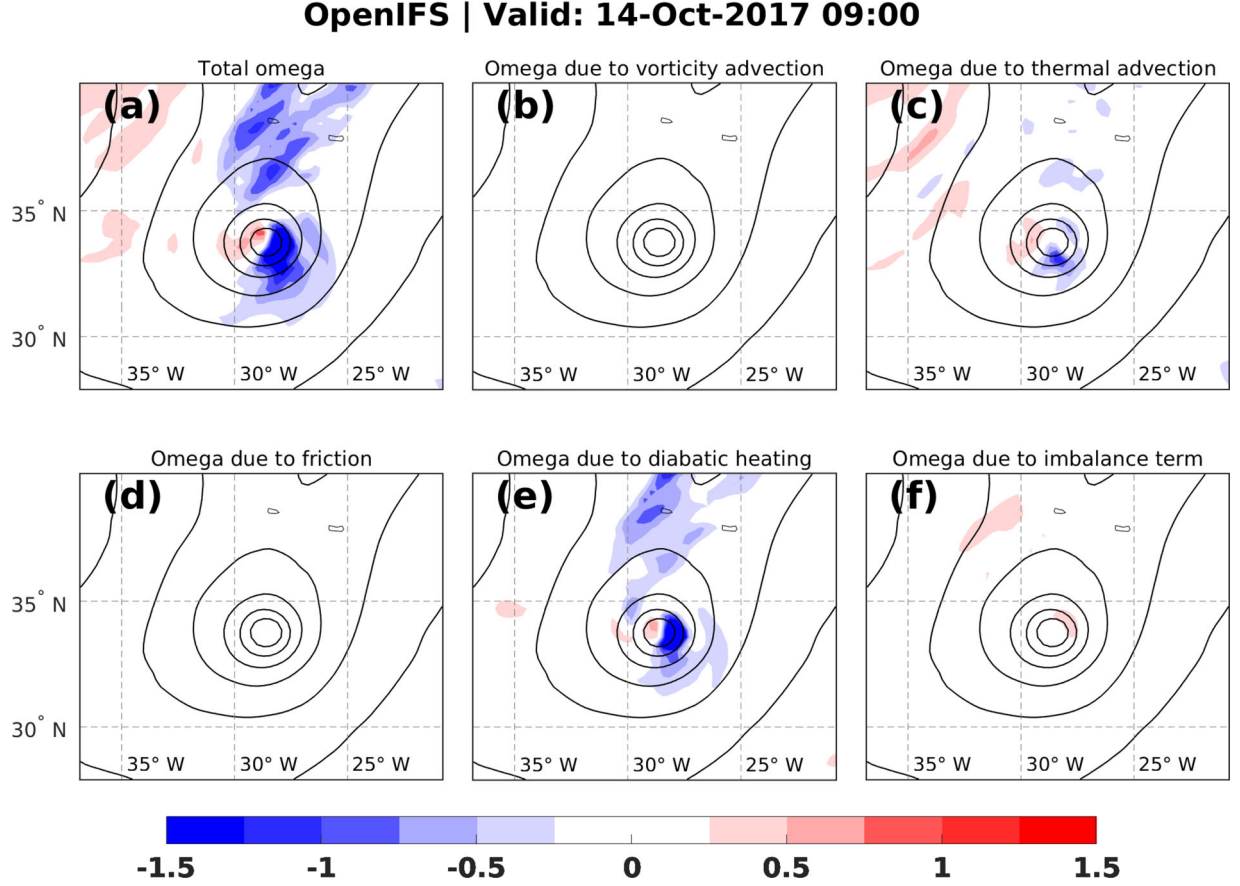 OpenIFS | Valid: 14-Oct-2017 09:00
Total omega
Omega due to vorticity advection
Omega due to thermal advection
(a)
(b)
(c)
35° N
30° N
35° W 30° W 25° W
35° W 30° W 25° W
35° W 30° W 25° W
Omega due to friction
Omega due to diabatic heating
Omega due to imbalance term
(d)
(e)
(f)
35° N
30° N
35° W 30° W 25° W
35° W 30° W 25° W
35° W 30° W 25° W
-1.5 -1 -0.5 0 0.5 1 1.5